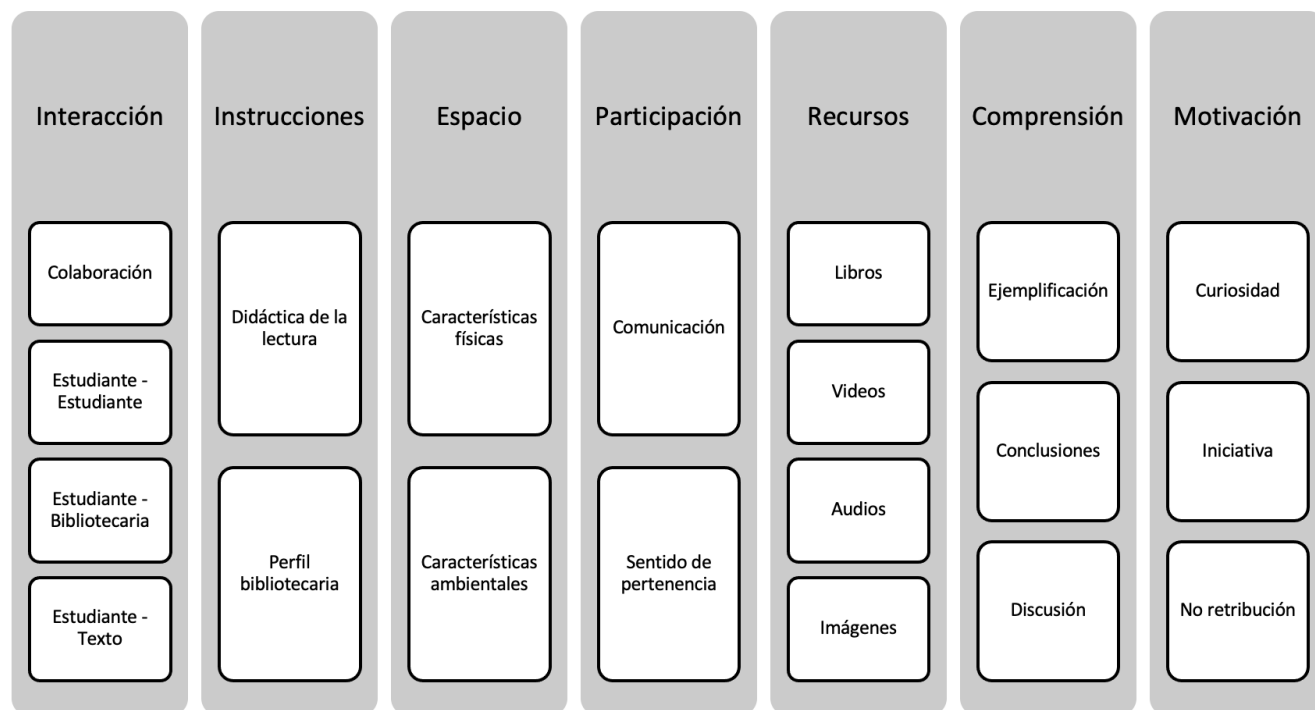 Interacción
Colaboración
Estudiante -
Estudiante
Estudiante -
Bibliotecaria
Estudiante -
Texto
Instrucciones
Didáctica de la
lectura
Perfil
bibliotecaria
Espacio
Características
físicas
Características
ambientales
Participación
Comunicación
Sentido de
pertenencia
Recursos
Libros
Videos
Audios
Imágenes
Comprensión
Ejemplificación
Conclusiones
Discusión
Motivación
Curiosidad
Iniciativa
No retribución